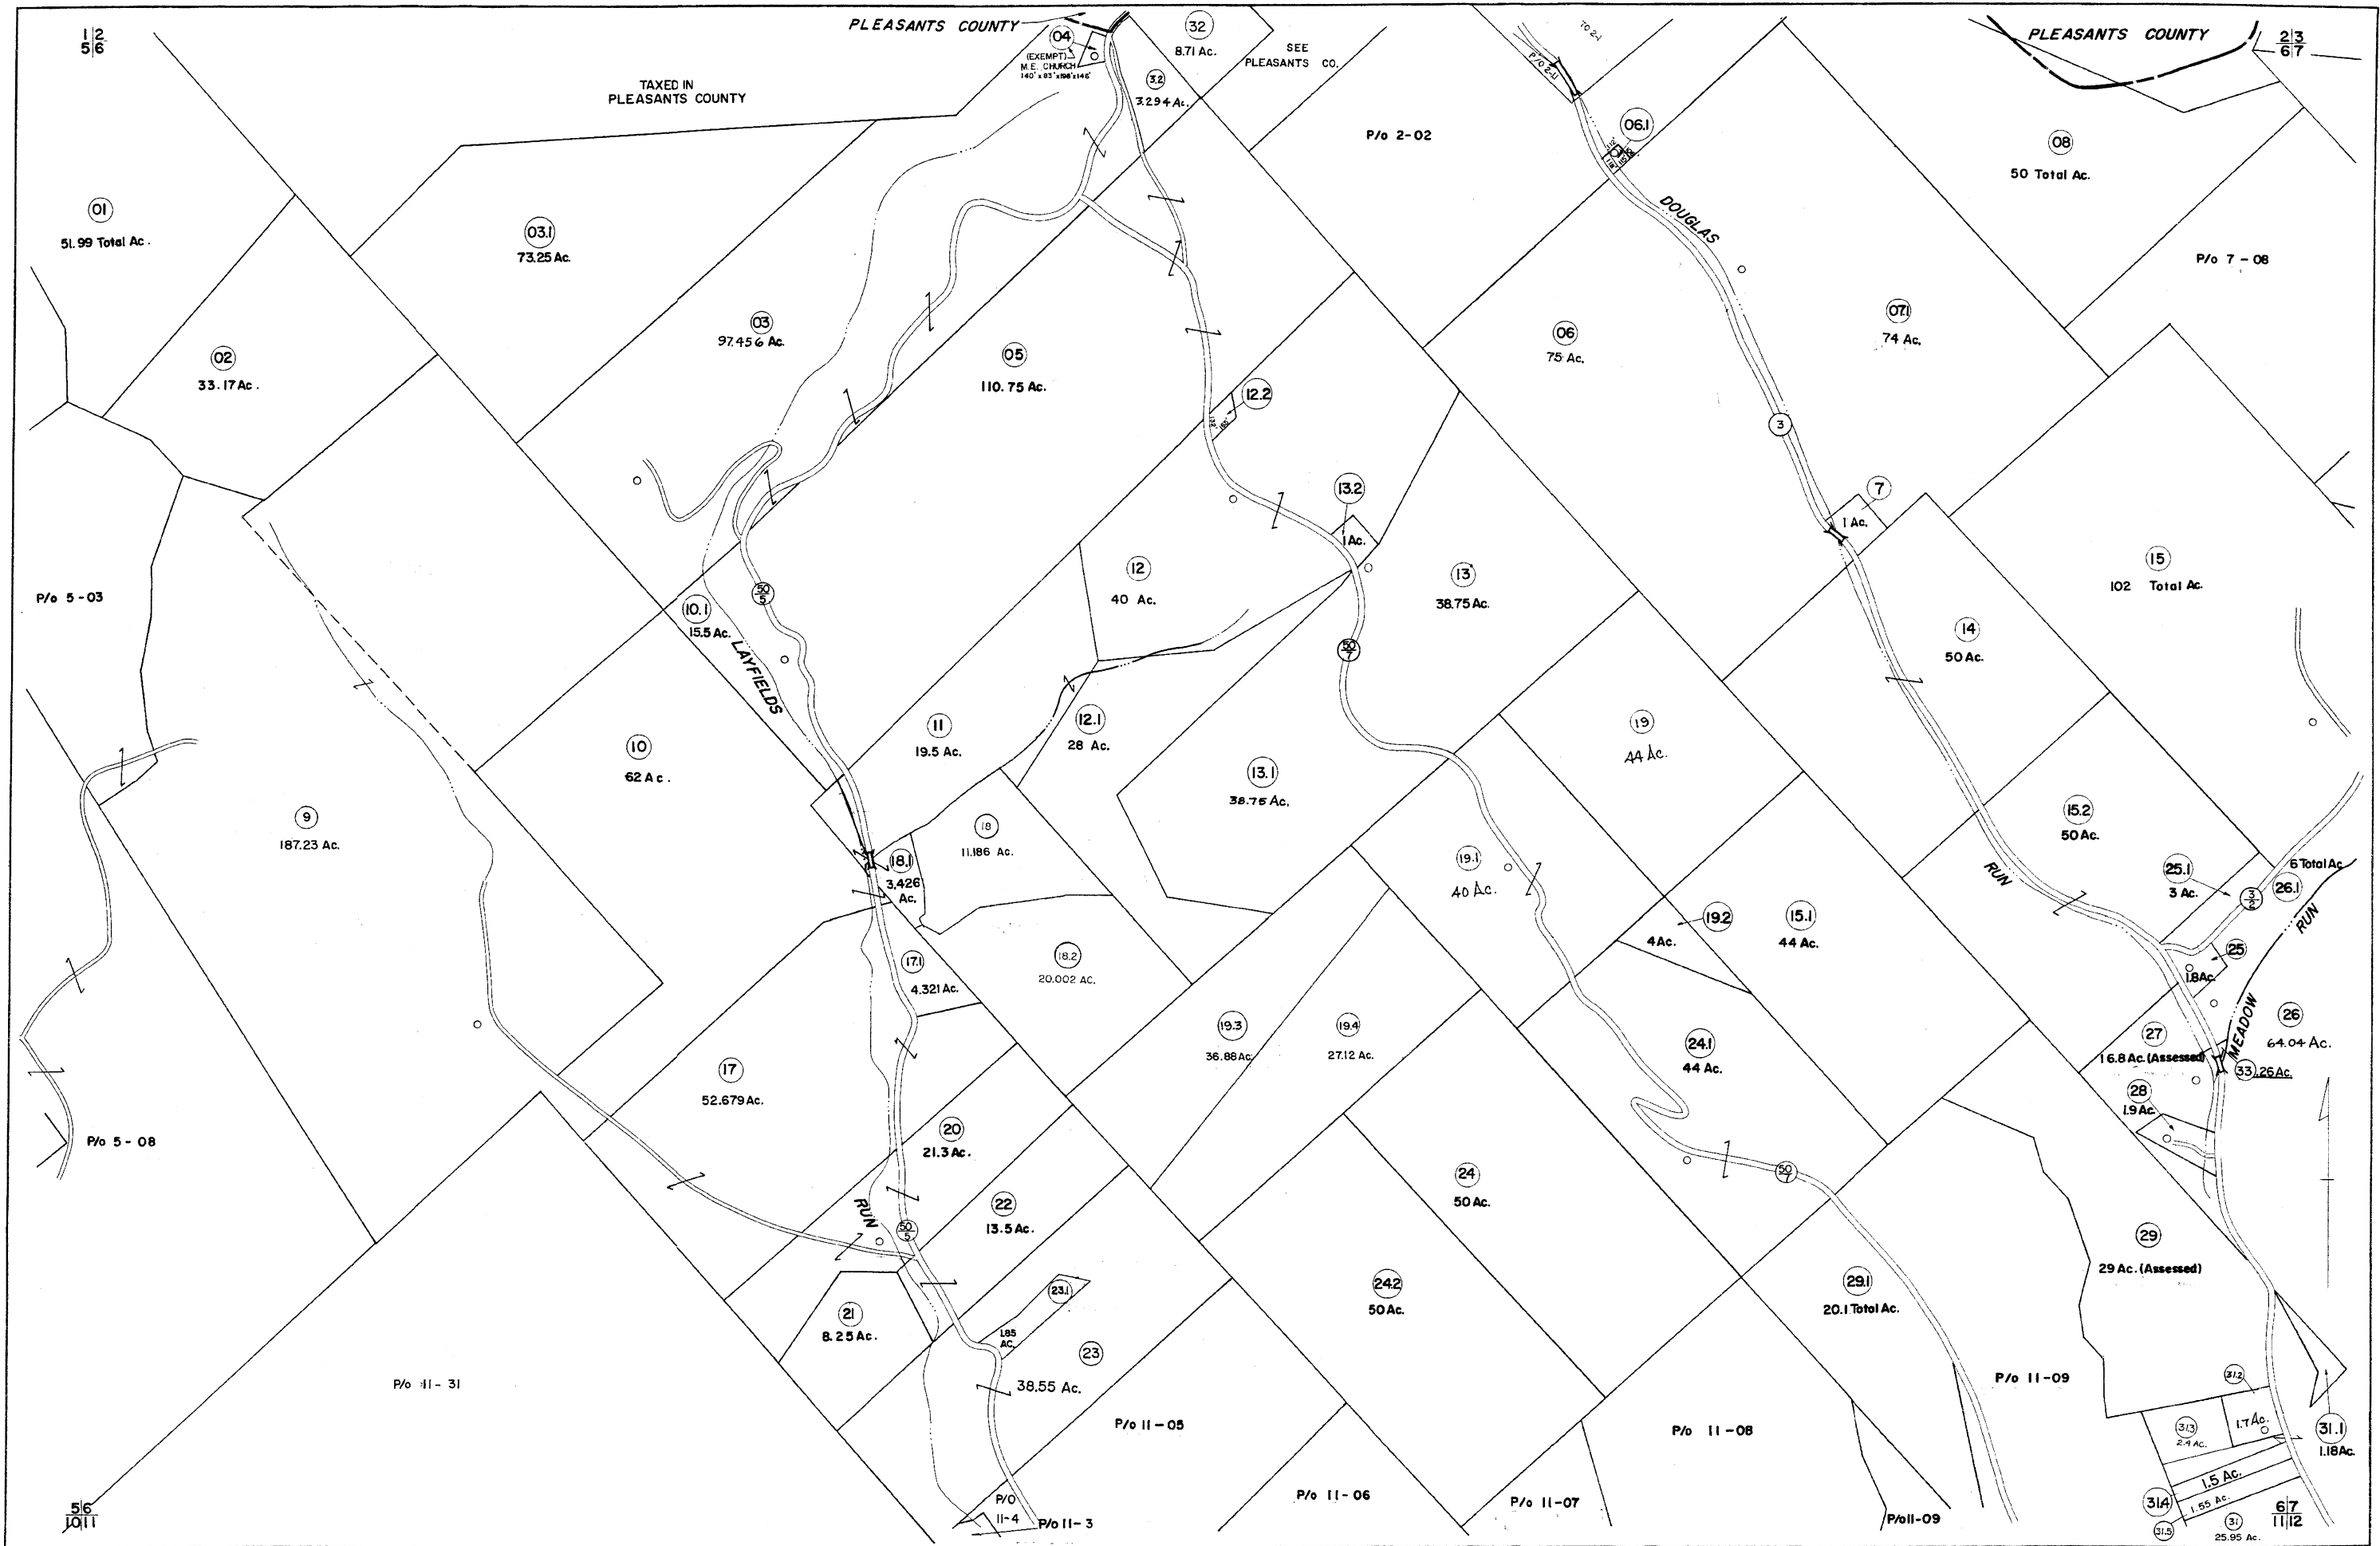 1|2
5|6
PLEASANTS COUNTY
04
(EXEMPT)
M.E. CHURCH
32
8.71 Ac.
SEE
PLEASANTS CO.
TO 2-1
P/O 2-11
PLEASANTS COUNTY
2|3
6|7
TAXED IN
PLEASANTS COUNTY
3.2
3.294 Ac.
P/o 2-02
06.1
08
50 Total Ac.
01
51.99 Total Ac.
03.1
73.25 Ac.
DOUGLAS
P/o 7-08
02
33.17 Ac.
03
97.456 Ac.
05
110.75 Ac.
06
75 Ac.
07.1
74 Ac.
12.2
132'
3
13.2
1 Ac.
7
1 Ac.
P/o 5-03
50
5
10.1
15.5 Ac.
LAYFIELDS
12
40 Ac.
13
38.75 Ac.
50
7
15
102 Total Ac.
14
50 Ac.
10
62 Ac.
11
19.5 Ac.
12.1
28 Ac.
19
44 Ac.
9
187.23 Ac.
13.1
38.75 Ac.
15.2
50 Ac.
18.1
3.426
Ac.
18
11.186 Ac.
19.1
40 Ac.
RUN
25.1
3 Ac.
3
2
6 Total Ac
26.1
RUN
19.2
4 Ac.
15.1
44 Ac.
17.1
4.321 Ac.
18.2
20.002 AC.
25
1.8 Ac.
MEADOW
26
64.04 Ac.
19.3
36.88 Ac.
19.4
27.12 Ac.
24.1
44 Ac.
27
16.8 Ac. (Assessed)
33
.26 Ac.
17
52.679 Ac.
28
1.9 Ac.
P/o 5-08
20
21.3 Ac.
RUN
50
5
22
13.5 Ac.
24
50 Ac.
50
7
29
29 Ac. (Assessed)
21
8.25 Ac.
23.1
1.85
AC.
24.2
50 Ac.
29.1
20.1 Total Ac.
23
38.55 Ac.
P/o 11-31
P/o 11-05
P/o 11-08
P/o 11-09
31.2
1.7 Ac.
31.3
2.4 AC.
31.1
1.18 Ac.
5|6
10|11
P/O
11-4
P/o 11-3
P/o 11-06
P/o 11-07
P/o 11-09
1.5 Ac.
31.4
1.55 Ac.
31.5
31
25.95 Ac.
6|7
11|12